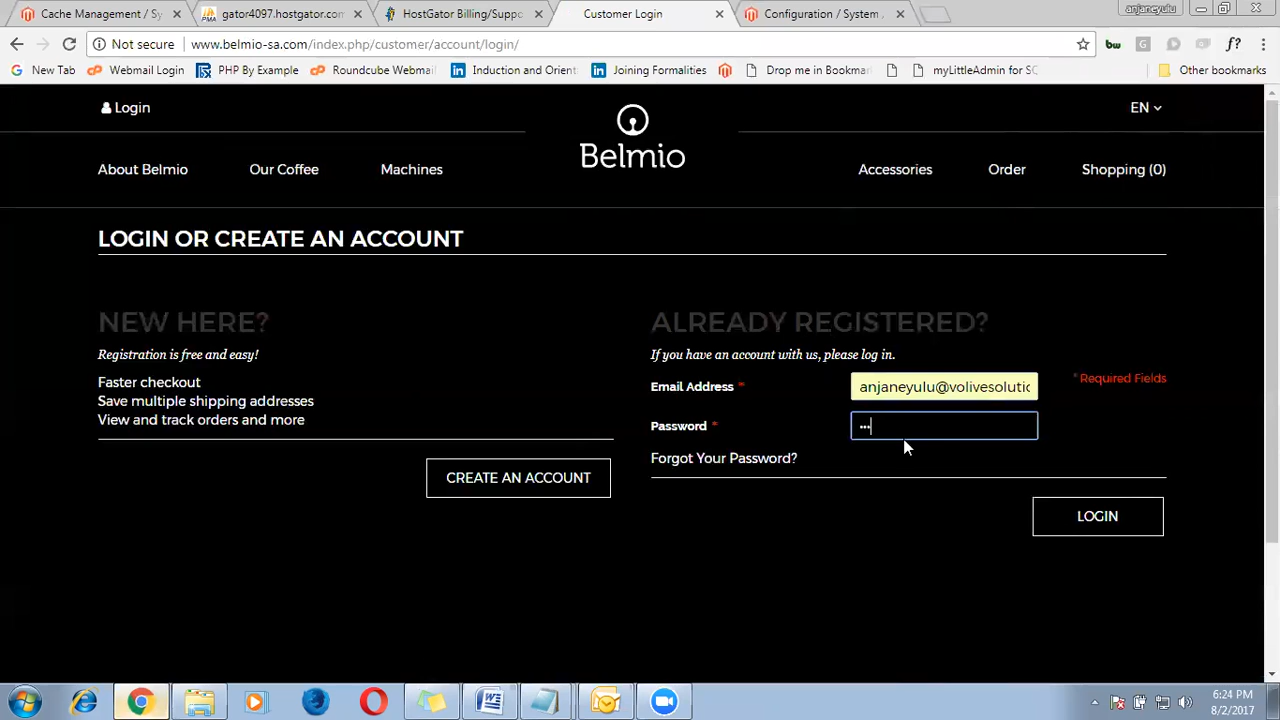 Cache Management / Sy
gator4097.hostgator.com
HostGator Billing/Suppo
Customer Login
Configuration / System
anjaneyulu
Not secure
www.belmio-sa.com/index.php/customer/account/login/
New Tab
Webmail Login
PHP By Example
Roundcube Webmail
Induction and Orient
Joining Formalities
Drop me in Bookmar
myLittleAdmin for SC
Other bookmarks
Login
EN
Belmio
About Belmio
Our Coffee
Machines
Accessories
Order
Shopping (0)
LOGIN OR CREATE AN ACCOUNT
NEW HERE?
Registration is free and easy!
Faster checkout
Save multiple shipping addresses
View and track orders and more
CREATE AN ACCOUNT
ALREADY REGISTERED?
If you have an account with us, please log in.
* Required Fields
Email Address *
anjaneyulu@volivesolutic
Password *
Forgot Your Password?
LOGIN
6:24 PM
8/2/2017